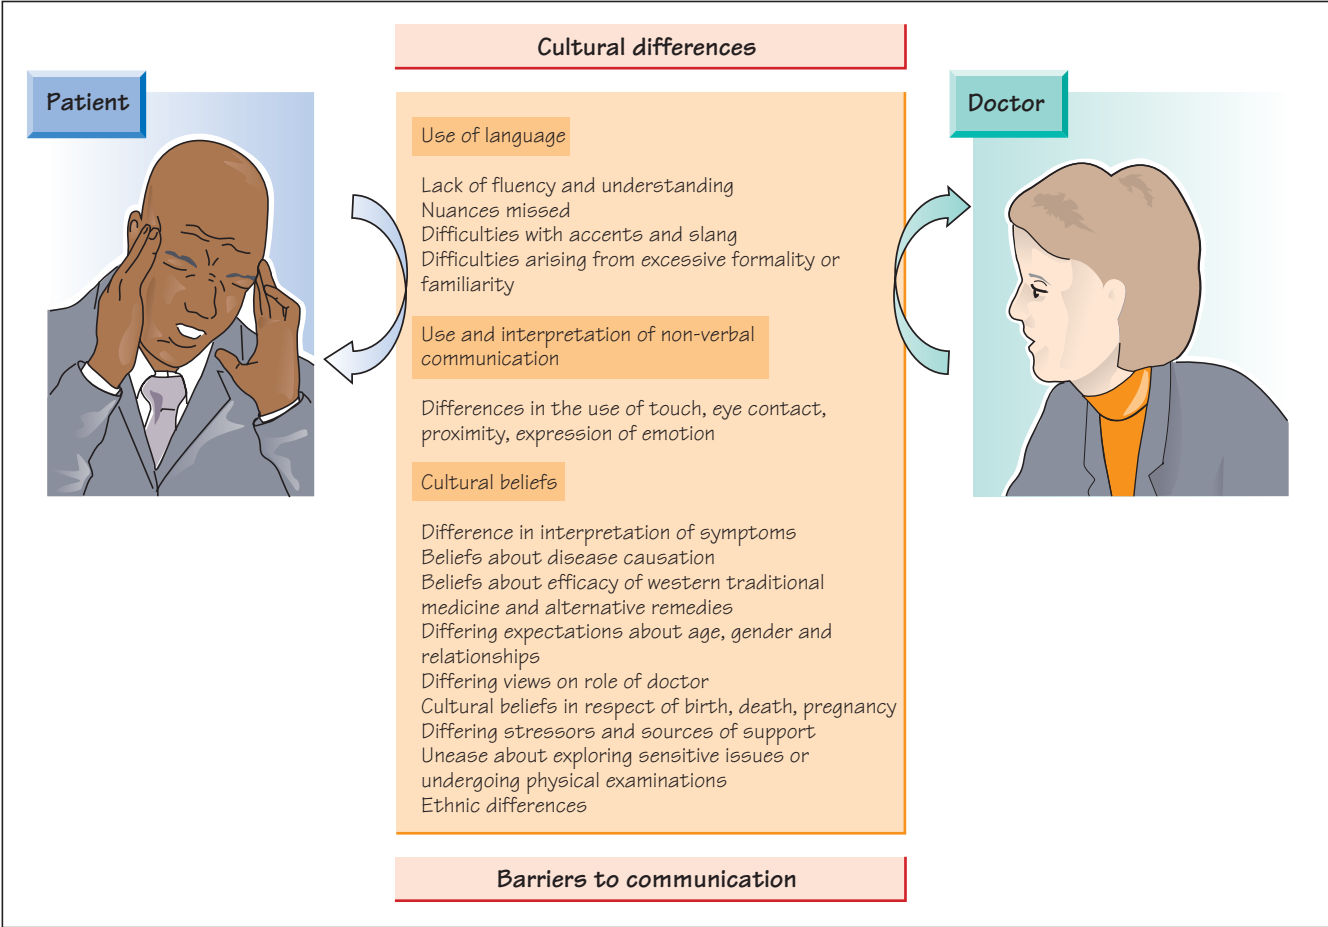 Cultural differences
Patient
Doctor
Use of language
Lack of fluency and understanding
Nuances missed
Difficulties with accents and slang
Difficulties arising from excessive formality or
familiarity
Use and interpretation of non-verbal
communication
Differences in the use of touch, eye contact,
proximity, expression of emotion
Cultural beliefs
Difference in interpretation of symptoms
Beliefs about disease causation
Beliefs about efficacy of western traditional
medicine and alternative remedies
Differing expectations about age, gender and
relationships
Differing views on role of doctor
Cultural beliefs in respect of birth, death, pregnancy
Differing stressors and sources of support
Unease about exploring sensitive issues or
undergoing physical examinations
Ethnic differences
Barriers to communication